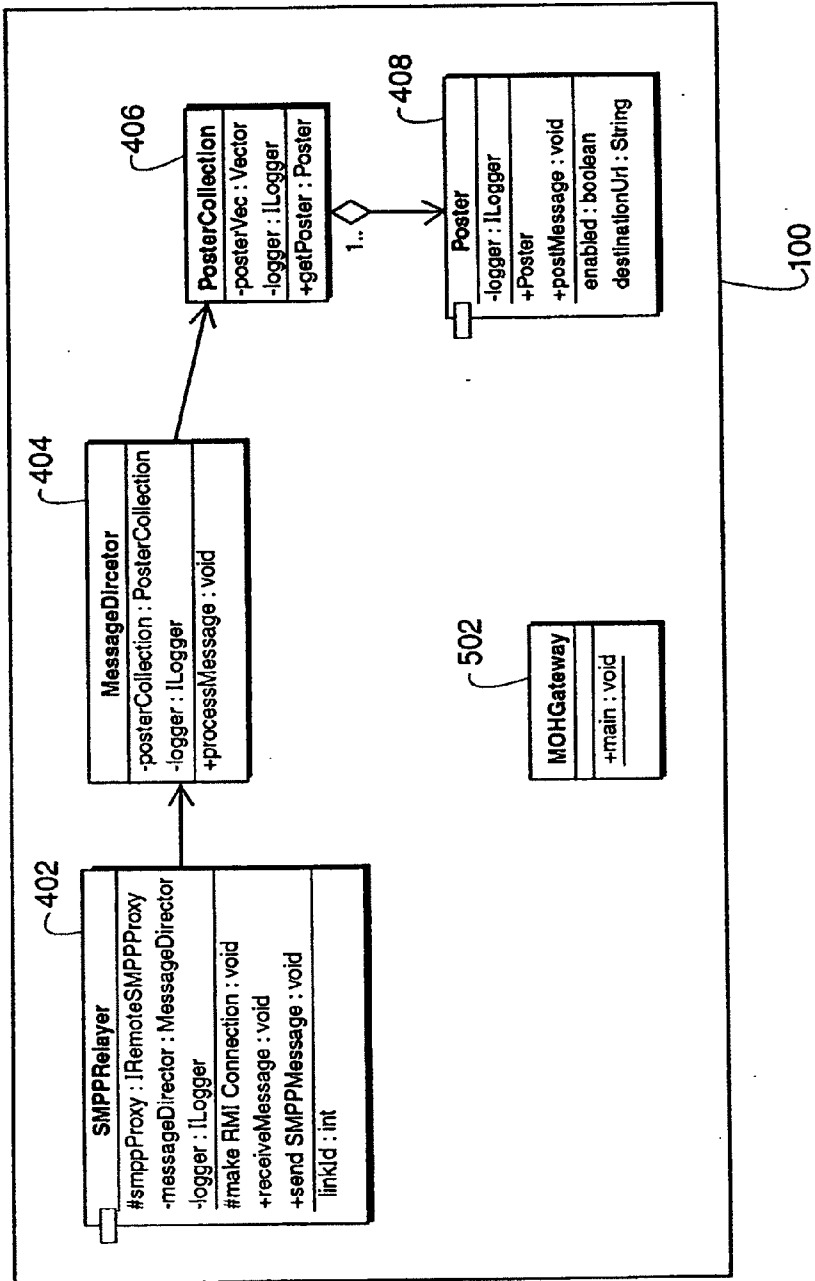 402
SMPPRelayer
#smppProxy : IRemoteSMPPProxy
-messageDirector : MessageDirector
-logger : ILogger
#make RMI Connection : void
+receiveMessage : void
+send SMPPMessage : void
linkId : int
404
MessageDircetor
-posterCollection : PosterCollection
-logger : ILogger
+processMessage : void
406
PosterCollection
-posterVec : Vector
-logger : ILogger
+getPoster : Poster
1..
408
Poster
-logger : ILogger
+Poster
+postMessage : void
enabled : boolean
destinationUrl : String
502
MOHGateway
+main : void
100